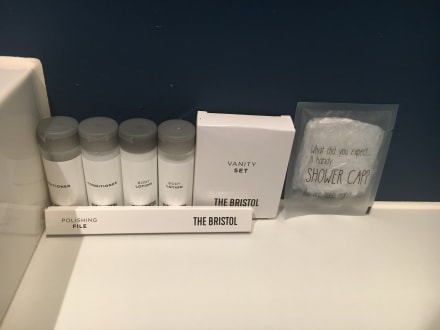 CONDITIONER
BODY
LOTION
BODY
LOTION
VANITY
SET
THE BRISTOL
What did you expect...
A handy
SHOWER CAP?
POLISHING
FILE
THE BRISTOL